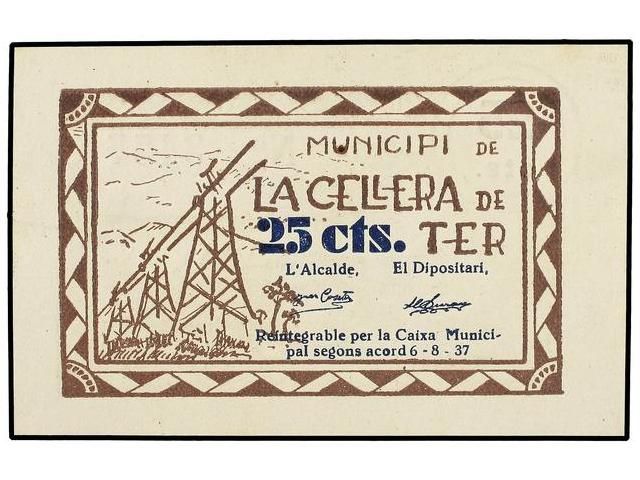 MUNICIPI DE
LA CELLERA DE
25 cts. TER
L'Alcalde, El Dipositari,
Reintegrable per la Caixa Munici-
pal segons acord 6 - 8 - 37